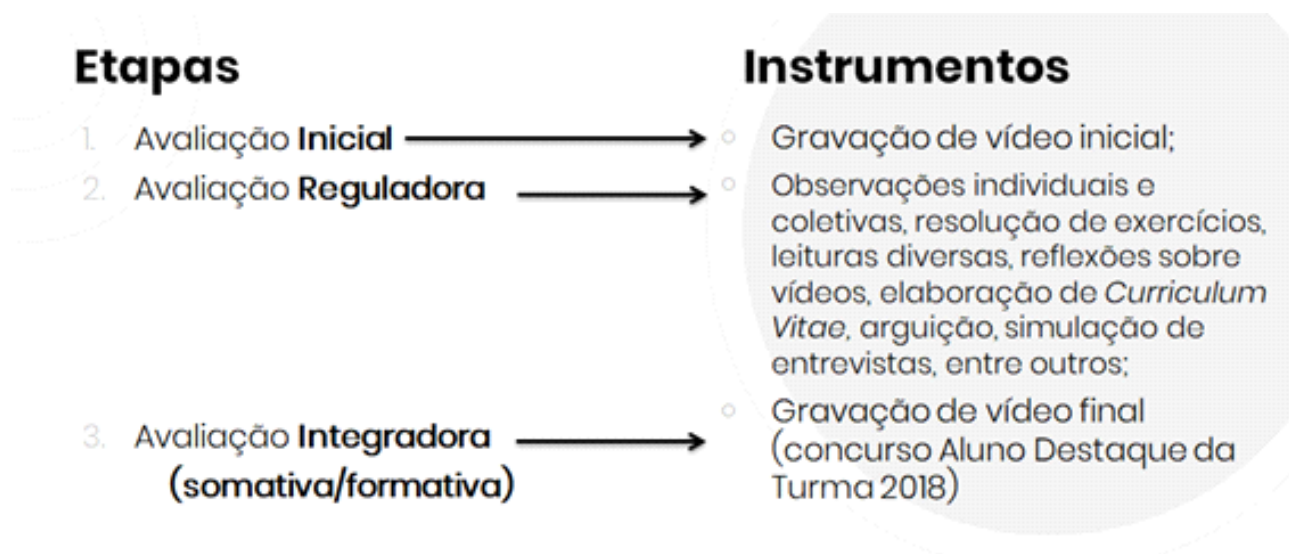 Etapas
1. Avaliação Inicial
2. Avaliação Reguladora
3. Avaliação Integradora
(somativa/formativa)
Instrumentos
Gravação de vídeo inicial;
Observações individuais e
coletivas, resolução de exercícios,
leituras diversas, reflexões sobre
vídeos, elaboração de Curriculum
Vitae, arguição, simulação de
entrevistas, entre outros;
Gravação de vídeo final
(concurso Aluno Destaque da
Turma 2018)